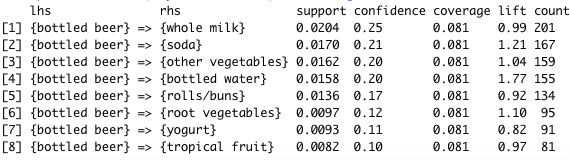 lhs rhs support confidence coverage lift count
[1] {bottled beer} => {whole milk} 0.0204 0.25 0.081 0.99 201
[2] {bottled beer} => {soda} 0.0170 0.21 0.081 1.21 167
[3] {bottled beer} => {other vegetables} 0.0162 0.20 0.081 1.04 159
[4] {bottled beer} => {bottled water} 0.0158 0.20 0.081 1.77 155
[5] {bottled beer} => {rolls/buns} 0.0136 0.17 0.081 0.92 134
[6] {bottled beer} => {root vegetables} 0.0097 0.12 0.081 1.10 95
[7] {bottled beer} => {yogurt} 0.0093 0.11 0.081 0.82 91
[8] {bottled beer} => {tropical fruit} 0.0082 0.10 0.081 0.97 81